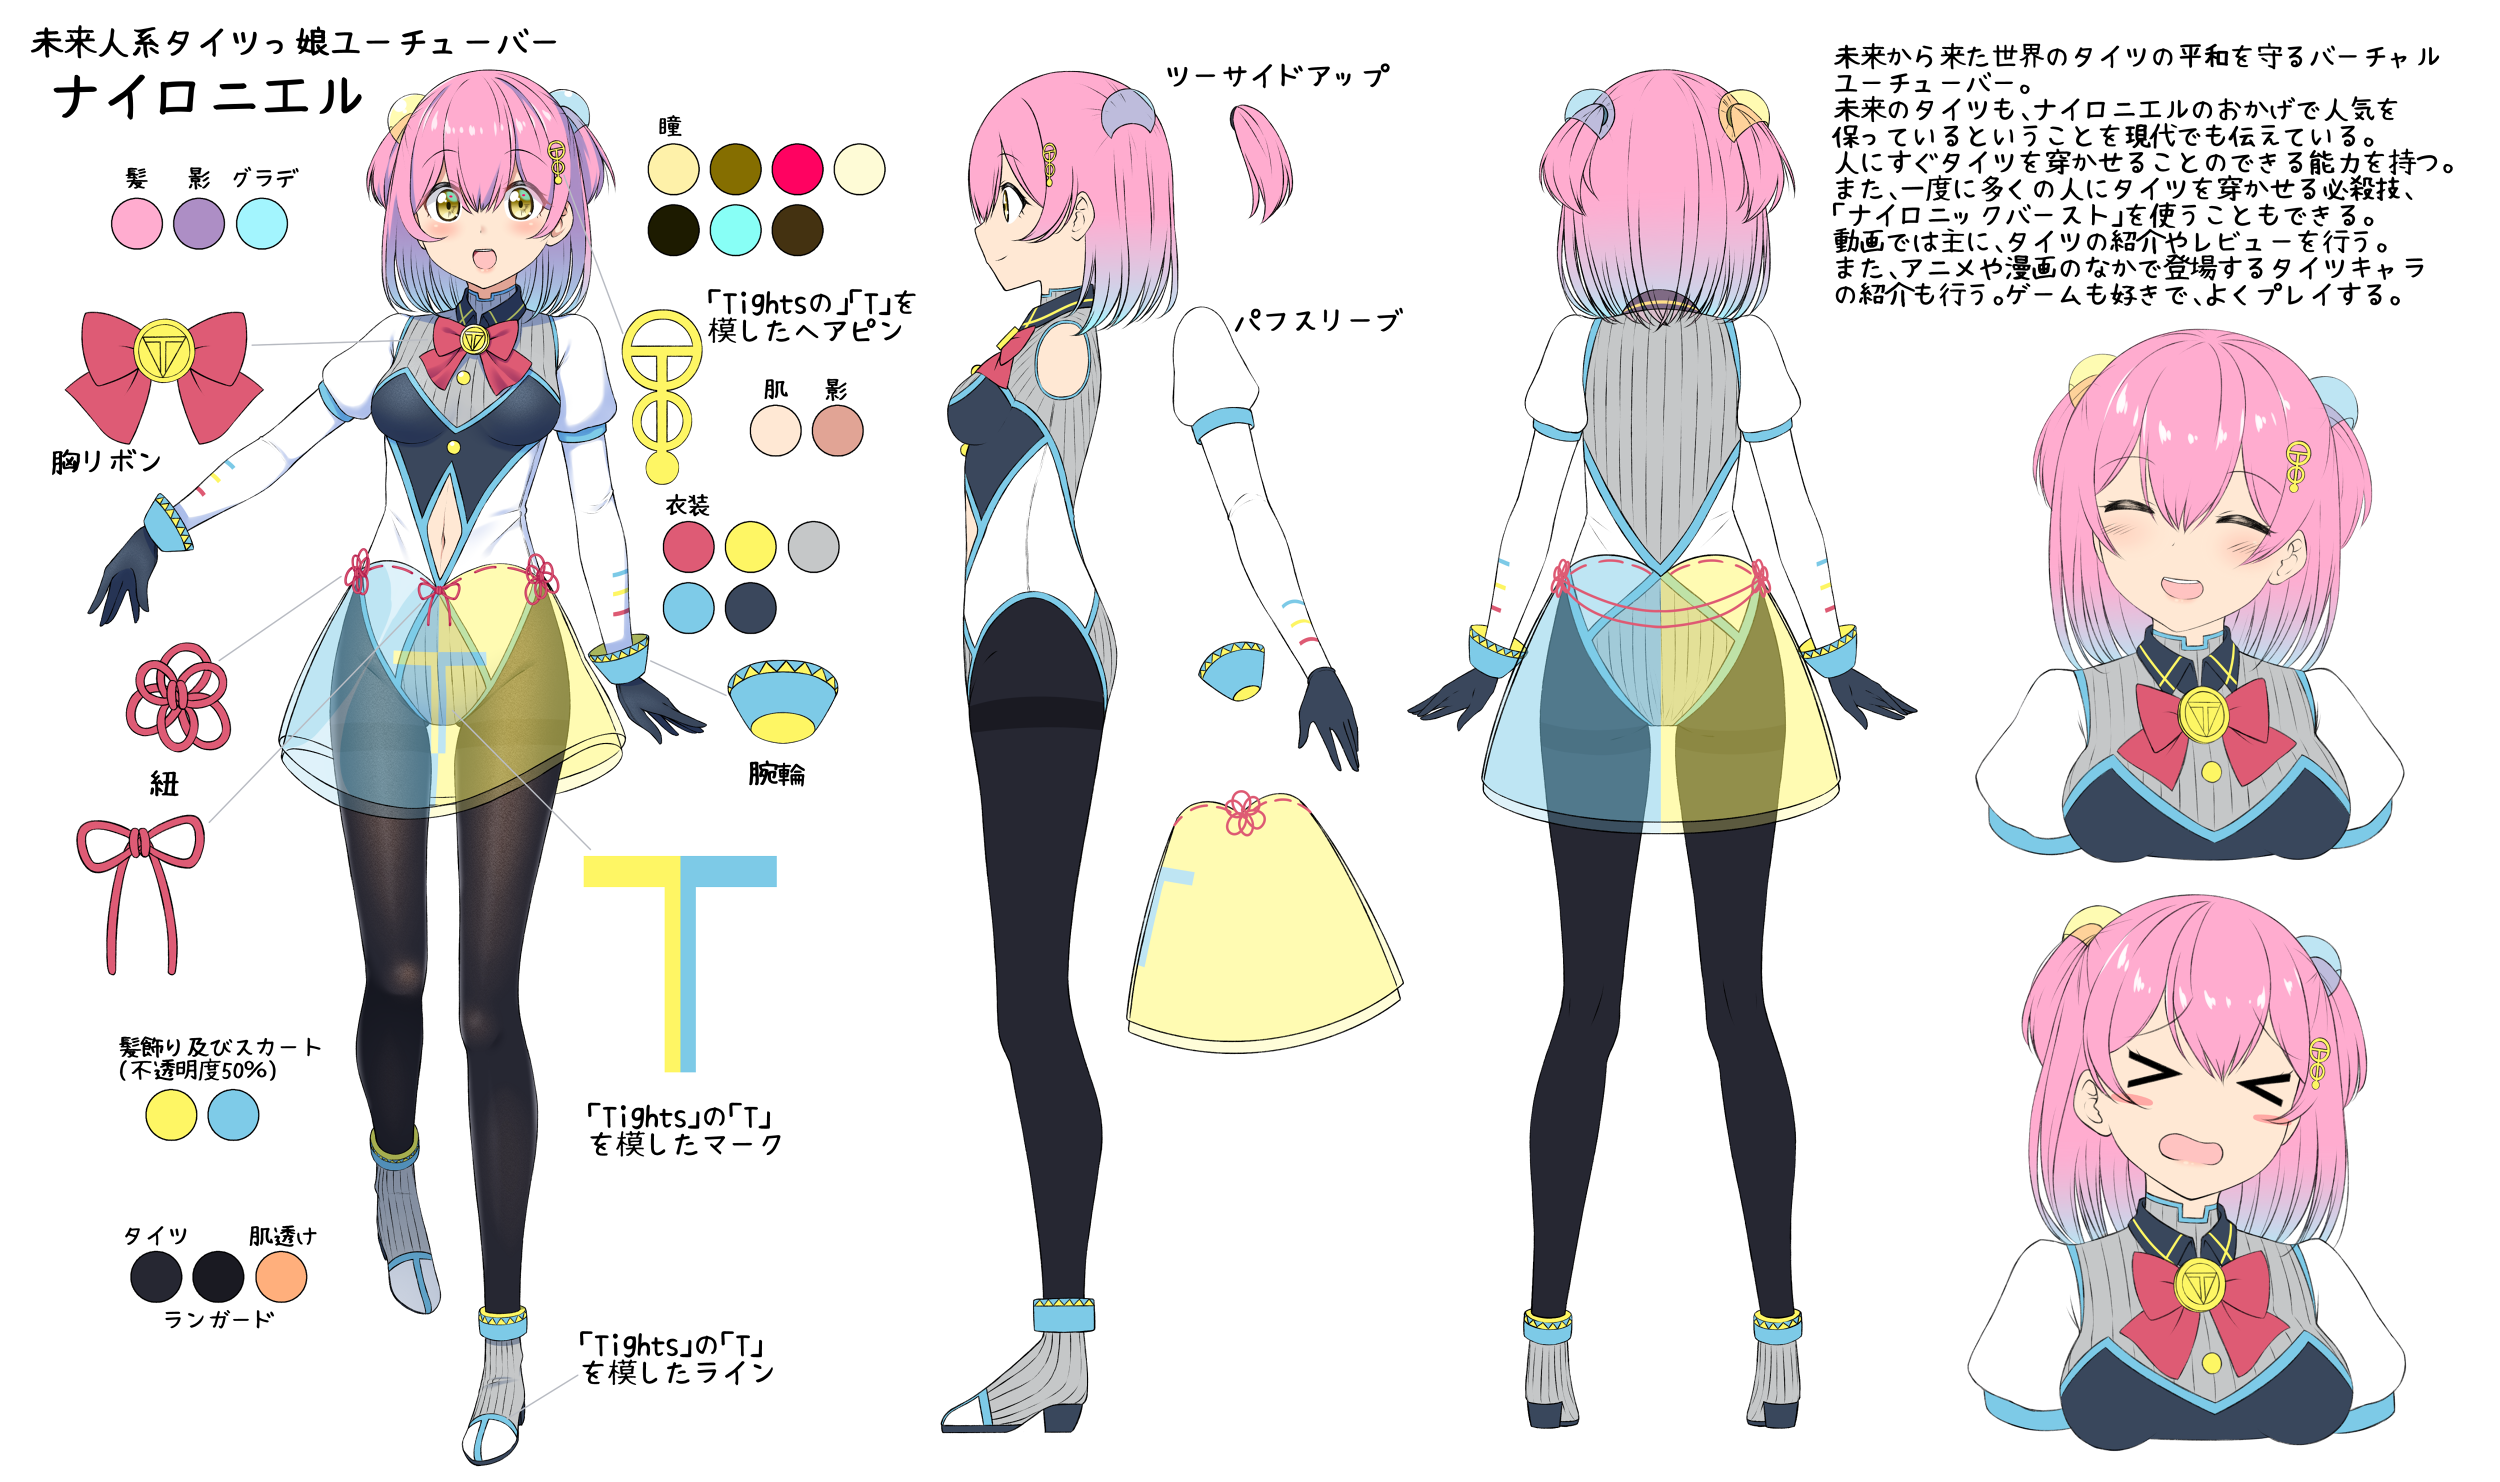 未来人系タイツっ娘ユーチューバー
ナイロニエル
髪
影
グラデ
胸リボン
紐
髪飾り及びスカート
(不透明度50%)
タイツ
肌透け
ランガード
瞳
「Tightsの」「T」を
模したヘアピン
肌
影
衣装
腕輪
「Tights」の「T」
を模したマーク
「Tights」の「T」
を模したライン
ツーサイドアップ
パフスリーブ
未来から来た世界のタイツの平和を守るバーチャル
ユーチューバー。
未来のタイツも、ナイロニエルのおかげで人気を
保っているということを現代でも伝えている。
人にすぐタイツを穿かせることのできる能力を持つ。
また、一度に多くの人にタイツを穿かせる必殺技、
「ナイロニックバースト」を使うこともできる。
動画では主に、タイツの紹介やレビューを行う。
また、アニメや漫画のなかで登場するタイツキャラ
の紹介も行う。ゲームも好きで、よくプレイする。